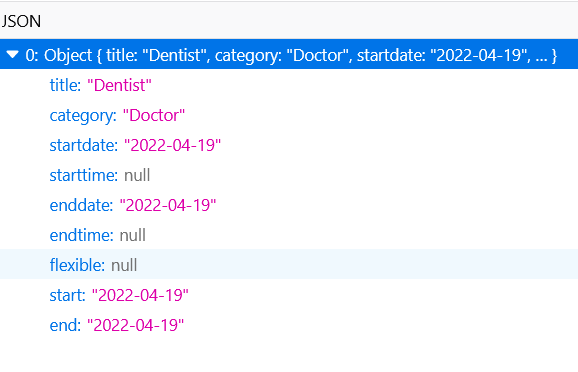 JSON
0: Object { title: "Dentist", category: "Doctor", startdate: "2022-04-19", … }
title: "Dentist"
category: "Doctor"
startdate: "2022-04-19"
starttime: null
enddate: "2022-04-19"
endtime: null
flexible: null
start: "2022-04-19"
end: "2022-04-19"